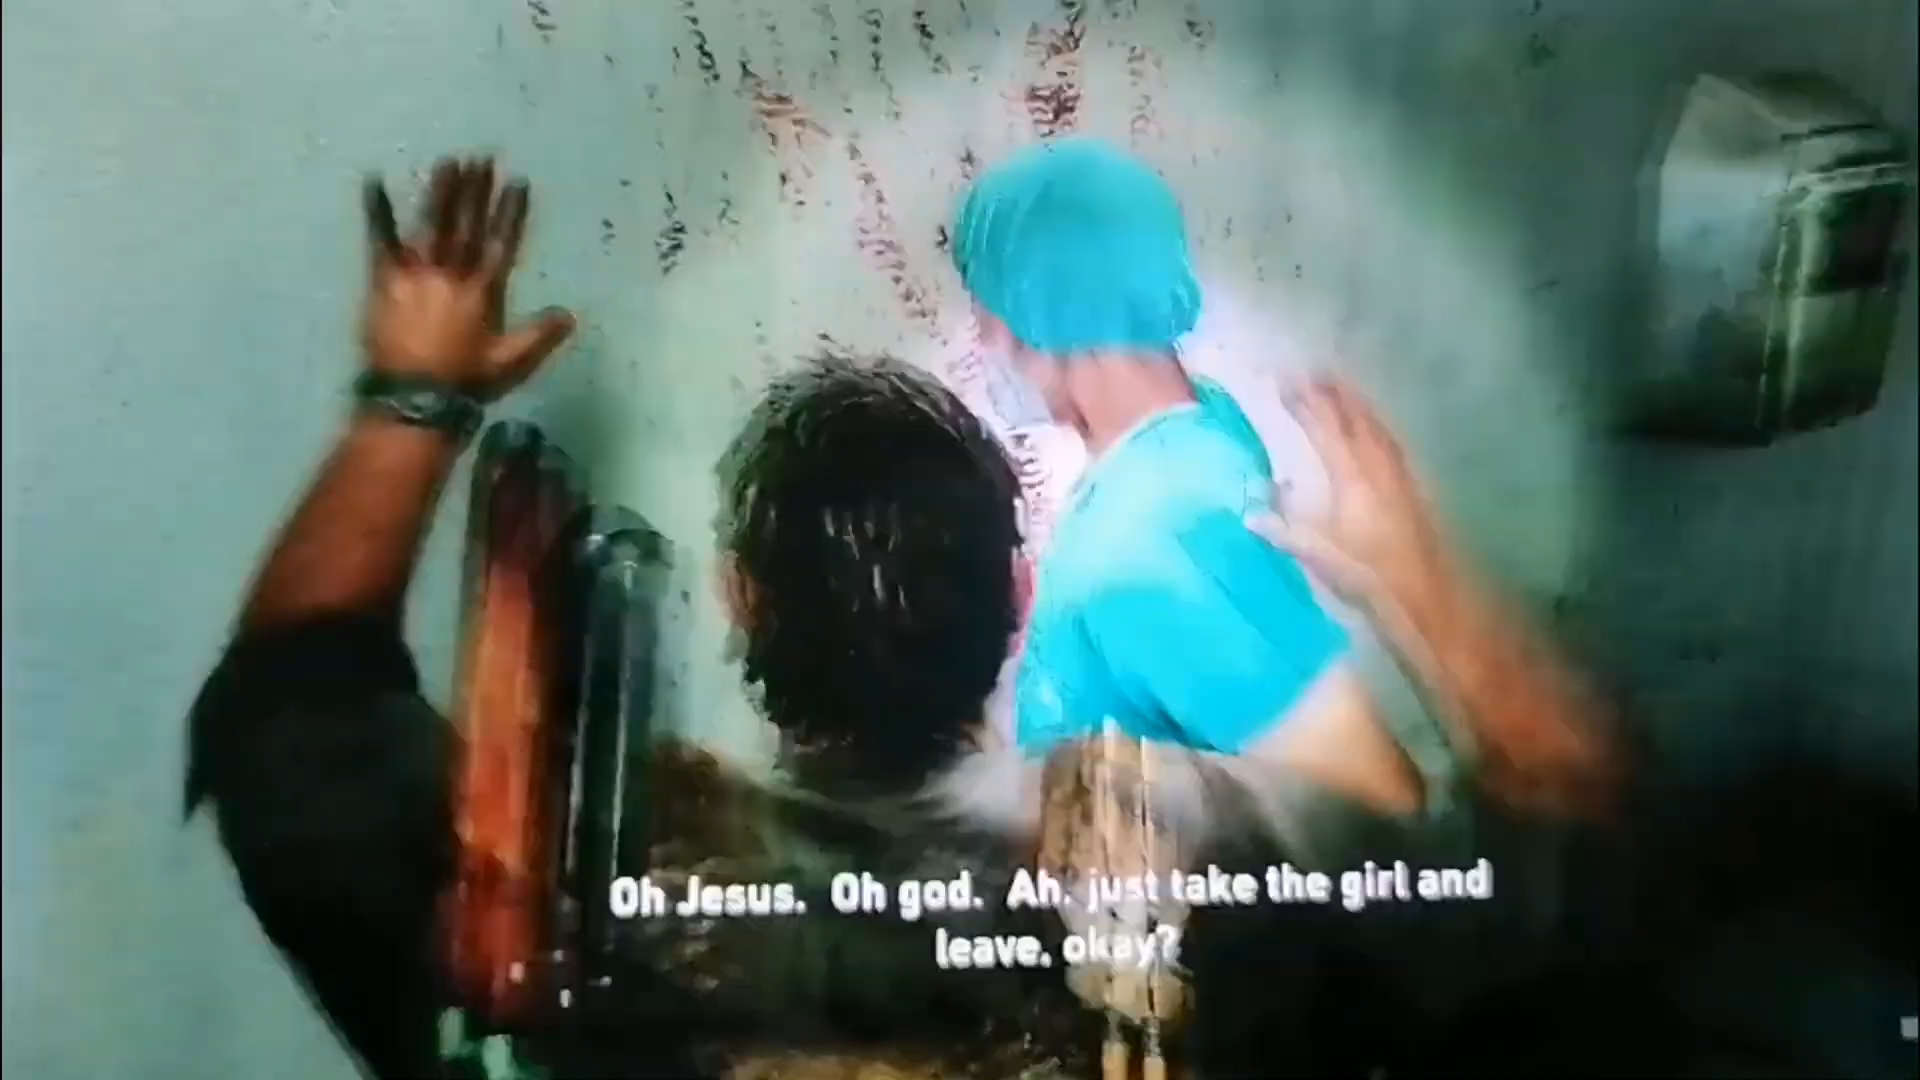 Oh Jesus. Oh god. Ah, just take the girl and
leave, okay?